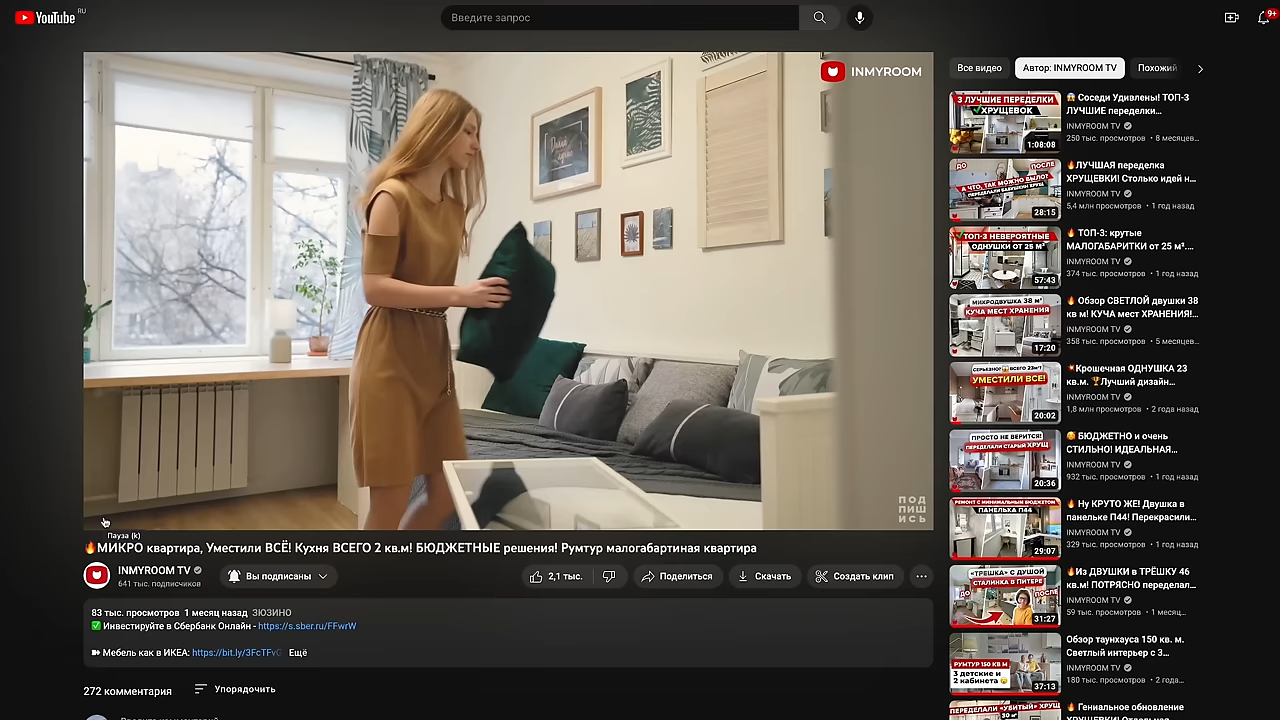 YouTube RU
Введите запрос
9+
INMYROOM
ПОД
ПИШ
ИСЬ
Пауза (k)
🔥МИКРО квартира, Уместили ВСЁ! Кухня ВСЕГО 2 кв.м! БЮДЖЕТНЫЕ решения! Румтур малогабартиная квартира
INMYROOM TV
641 тыс. подписчиков
Вы подписаны
2,1 тыс.
Поделиться
Скачать
Создать клип
83 тыс. просмотров 1 месяц назад ЗЮЗИНО
✅ Инвестируйте в Сбербанк Онлайн - https://s.sber.ru/FFwrW
Мебель как в ИКЕА: https://bit.ly/3FcTFv
Ещё
272 комментария
Упорядочить
Все видео
Автор: INMYROOM TV
Похожий
3 ЛУЧШИЕ ПЕРЕДЕЛКИ
ХРУЩЕВОК
1:08:08
😱 Соседи Удивлены! ТОП-3
ЛУЧШИЕ переделки...
INMYROOM TV
250 тыс. просмотров • 8 месяцев...
ДО
ПОСЛЕ
А ЧТО, ТАК МОЖНО БЫЛО?
28:15
🔥ЛУЧШАЯ переделка
ХРУЩЕВКИ! Столько идей н...
INMYROOM TV
5,4 млн просмотров • 1 год назад
ТОП-3 НЕВЕРОЯТНЫЕ
ОДНУШКИ ОТ 25 М²
57:43
🔥 ТОП-3: крутые
МАЛОГАБАРИТКИ от 25 м²,...
INMYROOM TV
374 тыс. просмотров • 1 год назад
МИКРОДВУШКА 38 М²
КУЧА МЕСТ ХРАНЕНИЯ
17:20
🔥 Обзор СВЕТЛОЙ двушки 38
кв м! КУЧА мест ХРАНЕНИЯ!...
INMYROOM TV
358 тыс. просмотров • 5 месяцев...
СЕРЬЕЗНО? ВСЕГО 23М²?
УМЕСТИЛИ ВСЕ!
20:02
💥Крошечная ОДНУШКА 23
кв.м. 🏆Лучший дизайн...
INMYROOM TV
1,8 млн просмотров • 2 года назад
ПРОСТО НЕ ВЕРИТСЯ!
ПЕРЕДЕЛАЛИ СТАРЫЙ ХРУЩ
20:36
🥰 БЮДЖЕТНО и очень
СТИЛЬНО! ИДЕАЛЬНАЯ...
INMYROOM TV
932 тыс. просмотров • 1 год назад
РЕМОНТ С МИНИМАЛЬНЫМ БЮДЖЕТОМ
ПАНЕЛЬКА П44
29:07
🔥 Ну КРУТО ЖЕ! Двушка в
панельке П44! Перекрасили...
INMYROOM TV
329 тыс. просмотров • 1 год назад
«ТРЕШКА» С ДУШОЙ
СТАЛИНКА В ПИТЕРЕ
ДО
ПОСЛЕ
31:27
🔥Из ДВУШКИ в ТРЁШКУ 46
кв.м! ПОТРЯСНО переделал...
INMYROOM TV
59 тыс. просмотров • 1 месяц...
РУМТУР 150 КВ М
3 детские и
2 кабинета
37:13
Обзор таунхауса 150 кв. м.
Светлый интерьер с 3...
INMYROOM TV
180 тыс. просмотров • 2 года...
ПЕРЕДЕЛАЛИ «УБИТЫЙ» ХРУЩ
30 м²
🔥 Гениальное обновление